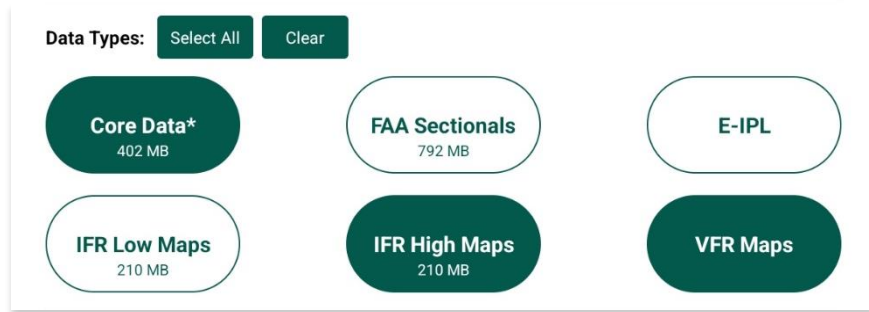 Data Types: Select All Clear
Core Data*
402 MB
FAA Sectionals
792 MB
E-IPL
IFR Low Maps
210 MB
IFR High Maps
210 MB
VFR Maps